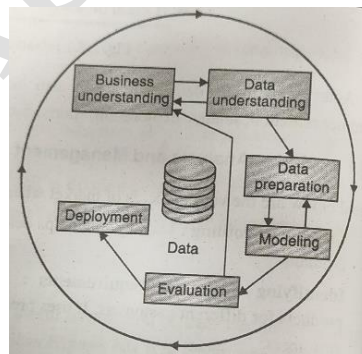 Business
understanding
Data
understanding
Data
preparation
Modeling
Evaluation
Deployment
Data